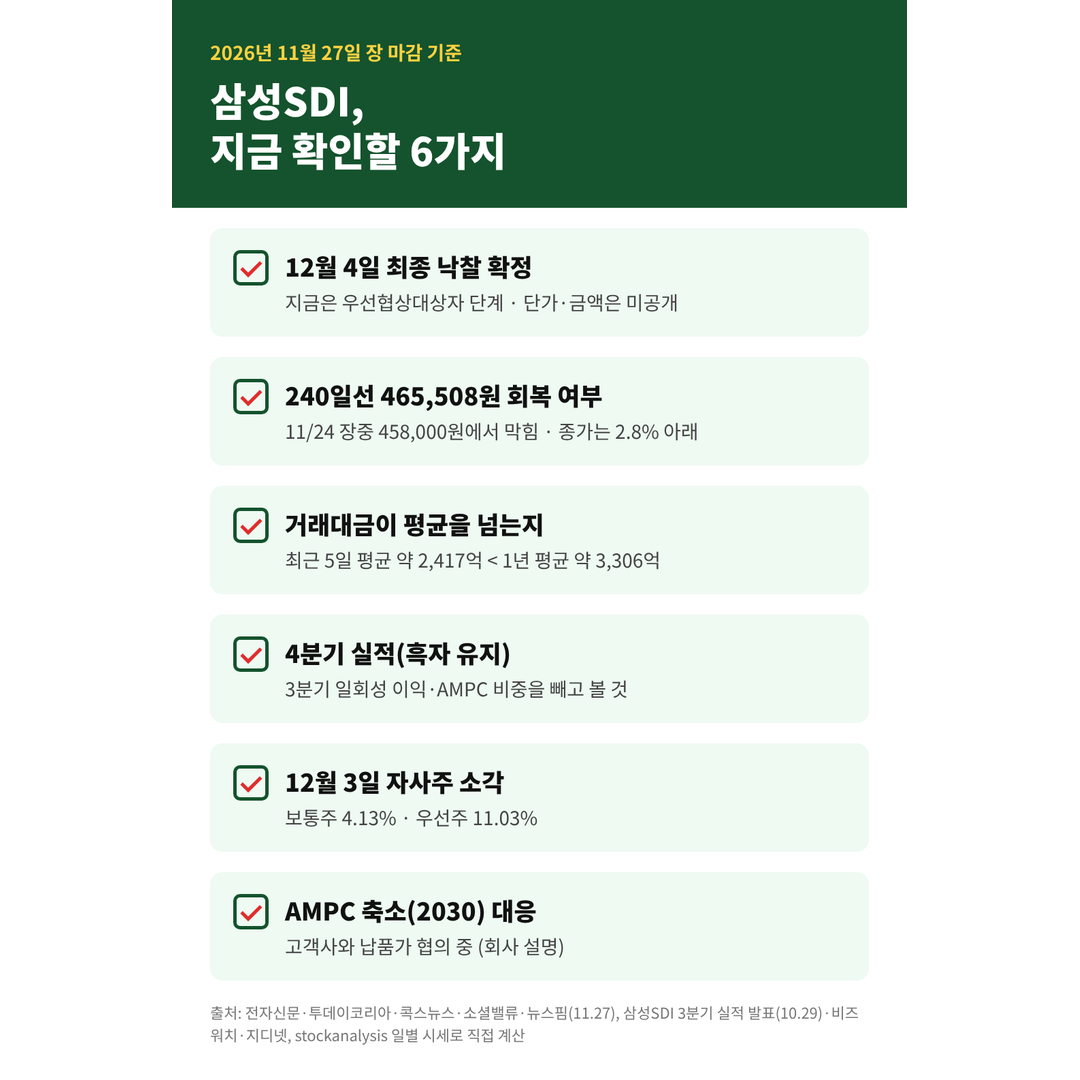 2026년 11월 27일 장 마감 기준
삼성SDI,
지금 확인할 6가지
12월 4일 최종 낙찰 확정
지금은 우선협상대상자 단계 · 단가·금액은 미공개
240일선 465,508원 회복 여부
11/24 장중 458,000원에서 막힘 · 종가는 2.8% 아래
거래대금이 평균을 넘는지
최근 5일 평균 약 2,417억 < 1년 평균 약 3,306억
4분기 실적(흑자 유지)
3분기 일회성 이익·AMPC 비중을 빼고 볼 것
12월 3일 자사주 소각
보통주 4.13% · 우선주 11.03%
AMPC 축소(2030) 대응
고객사와 납품가 협의 중 (회사 설명)
출처: 전자신문·투데이코리아·콕스뉴스·소셜밸류·뉴스핌(11.27), 삼성SDI 3분기 실적 발표(10.29)·비즈
워치·지디넷, stockanalysis 일별 시세로 직접 계산